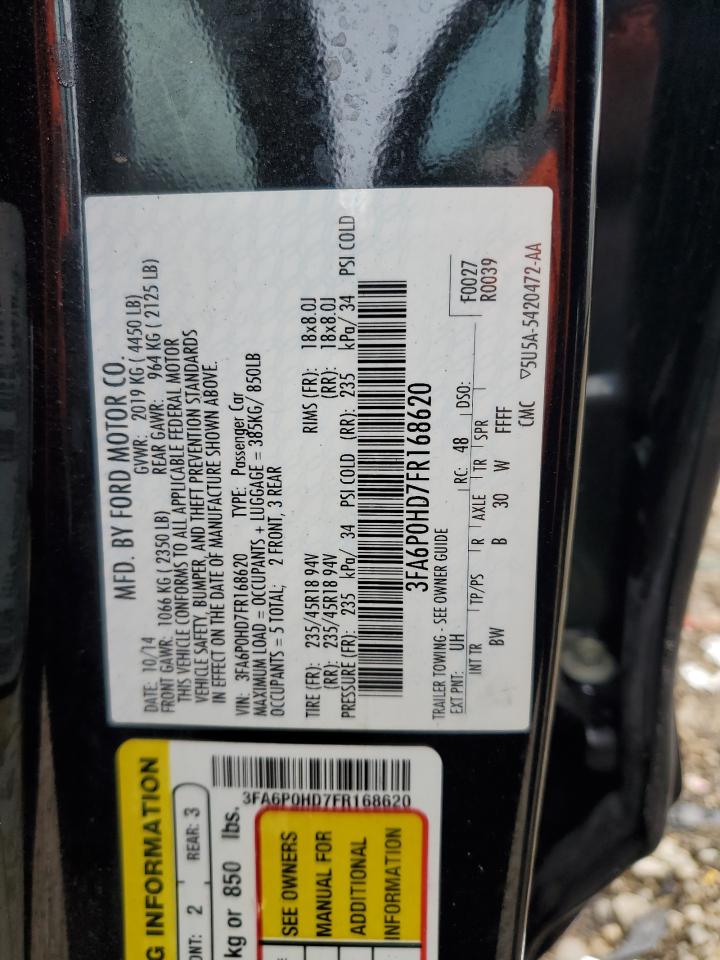 MFD. BY FORD MOTOR CO.
DATE: 10/14 GVWR: 2019 KG ( 4450 LB)
FRONT GAWR: 1066 KG ( 2350 LB) REAR GAWR: 964 KG ( 2125 LB)
THIS VEHICLE CONFORMS TO ALL APPLICABLE FEDERAL MOTOR
VEHICLE SAFETY, BUMPER, AND THEFT PREVENTION STANDARDS
IN EFFECT ON THE DATE OF MANUFACTURE SHOWN ABOVE.
VIN: 3FA6P0HD7FR168620 TYPE: Passenger Car
MAXIMUM LOAD = OCCUPANTS + LUGGAGE = 385KG/ 850LB
OCCUPANTS = 5 TOTAL; 2 FRONT, 3 REAR
TIRE (FR): 235/45R18 94V RIMS (FR): 18x8.0J
(RR): 235/45R18 94V (RR): 18x8.0J
PRESSURE (FR): 235 kPa/ 34 PSI COLD (RR): 235 kPa/ 34 PSI COLD
3FA6P0HD7FR168620
TRAILER TOWING - SEE OWNER GUIDE
EXT PNT: UH RC: 48 DSO: F0027
R0039
INT TR TP/PS R AXLE TR SPR
BW B 30 W FFFF
CMC ▽5U5A-5420472-AA
G INFORMATION
ONT: 2 REAR: 3
kg or 850 lbs.
3FA6P0HD7FR168620
SEE OWNERS
MANUAL FOR
ADDITIONAL
INFORMATION